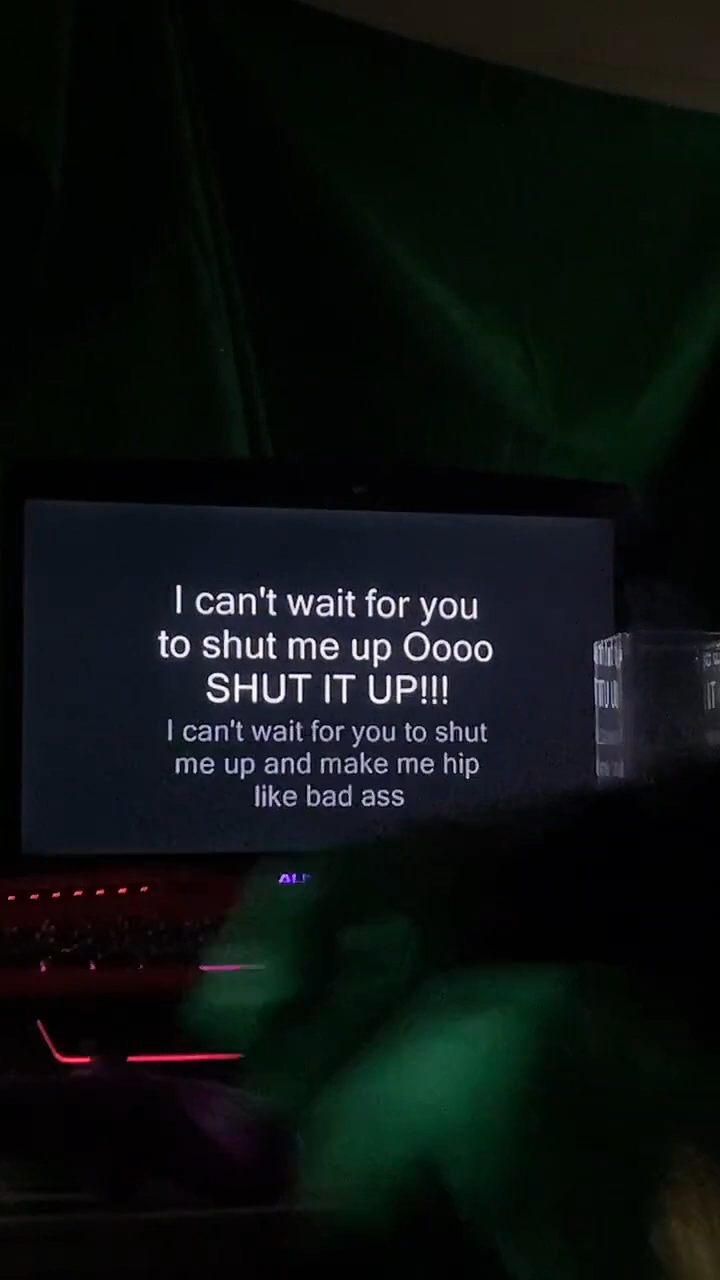 I can't wait for you
to shut me up Oooo
SHUT IT UP!!!
I can't wait for you to shut
me up and make me hip
like bad ass